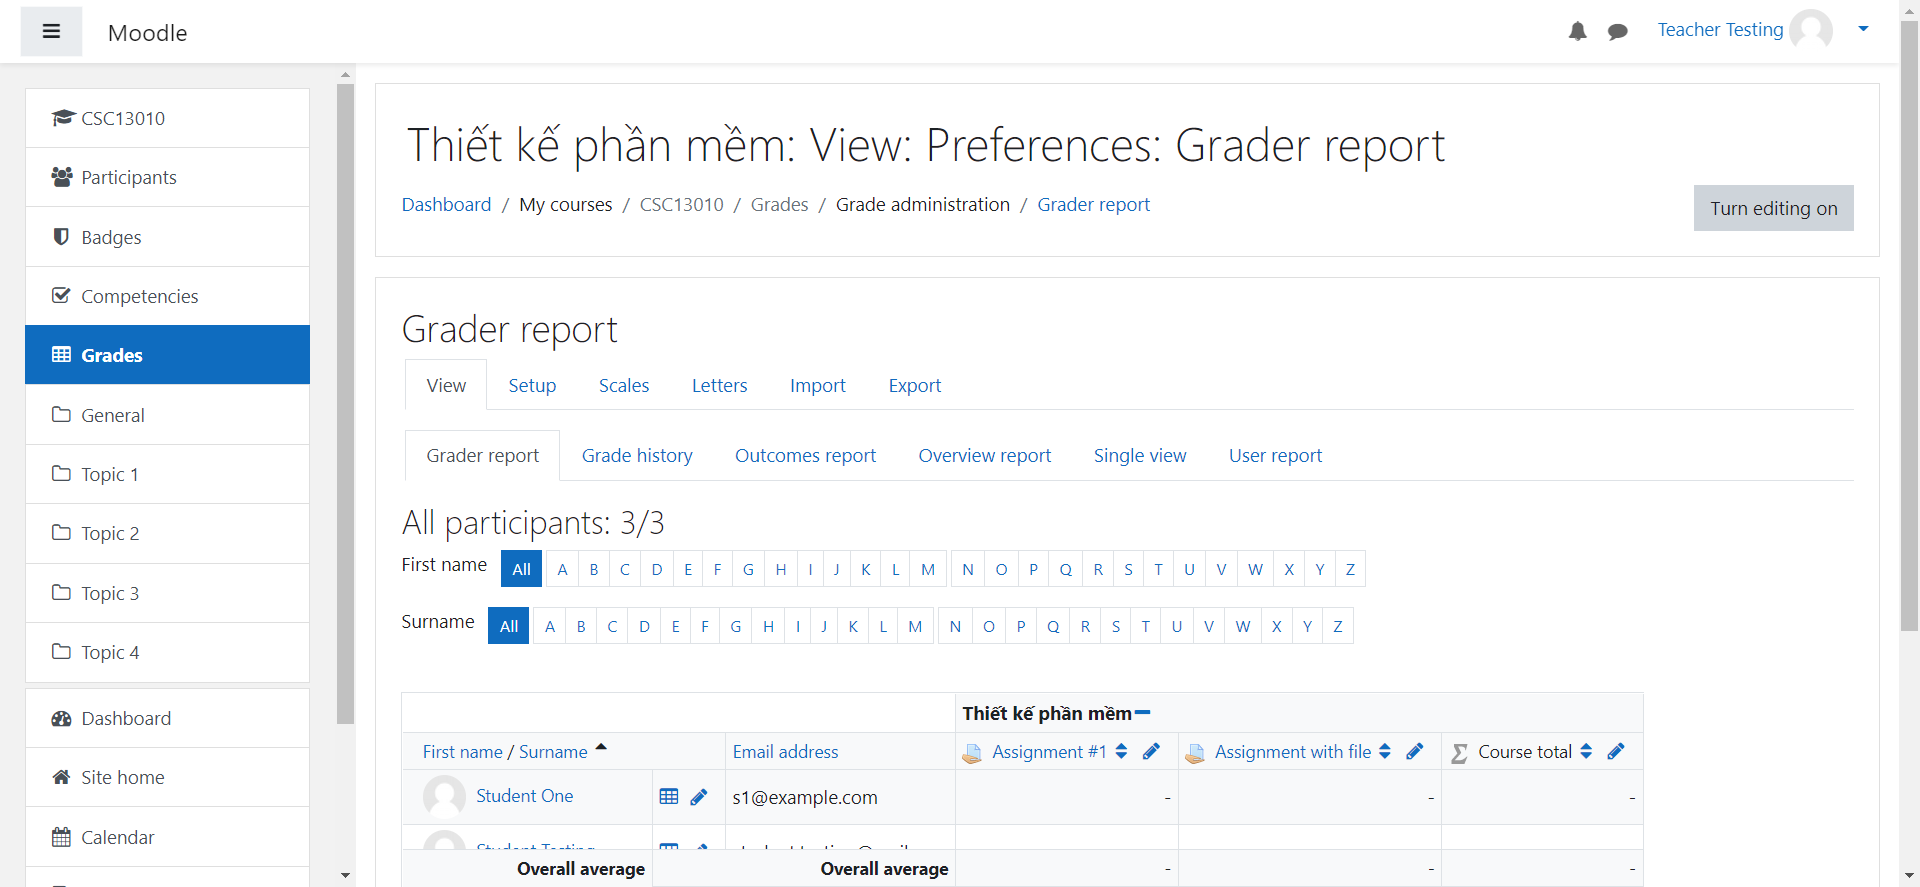 Moodle
Teacher Testing
CSC13010
Participants
Badges
Competencies
Grades
General
Topic 1
Topic 2
Topic 3
Topic 4
Dashboard
Site home
Calendar
Thiết kế phần mềm: View: Preferences: Grader report
Dashboard / My courses / CSC13010 / Grades / Grade administration / Grader report
Turn editing on
Grader report
View Setup Scales Letters Import Export
Grader report Grade history Outcomes report Overview report Single view User report
All participants: 3/3
First name All A B C D E F G H I J K L M N O P Q R S T U V W X Y Z
Surname All A B C D E F G H I J K L M N O P Q R S T U V W X Y Z
Thiết kế phần mềm
First name / Surname Email address Assignment #1 Assignment with file Course total
Student One s1@example.com - - -
Student Testing
Overall average Overall average - - -